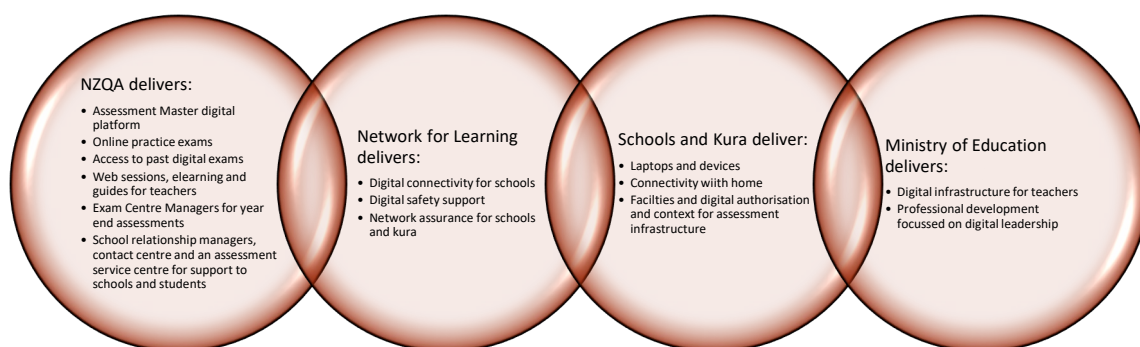 NZQA delivers:
• Assessment Master digital
platform
• Online practice exams
• Access to past digital exams
• Web sessions, elearning and
guides for teachers
• Exam Centre Managers for year
end assessments
• School relationship managers,
contact centre and an assessment
service centre for support to
schools and students
Network for Learning
delivers:
• Digital connectivity for schools
• Digital safety support
• Network assurance for schools
and kura
Schools and Kura deliver:
• Laptops and devices
• Connectivity wiith home
• Facilties and digital authorisation
and context for assessment
infrastructure
Ministry of Education
delivers:
• Digital infrastructure for teachers
• Professional development
focussed on digital leadership